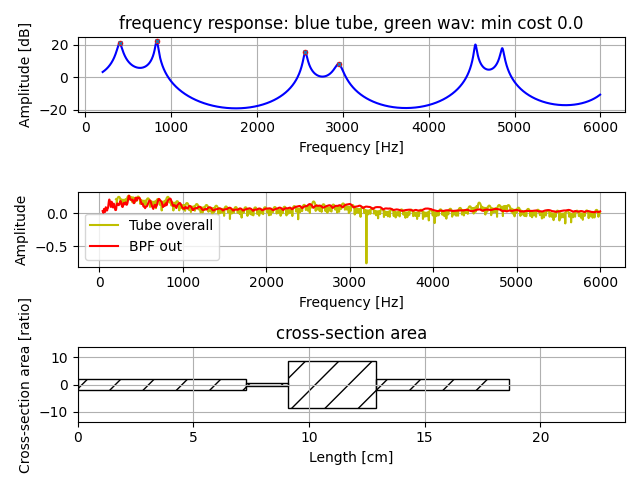 frequency response: blue tube, green wav: min cost 0.0
Amplitude [dB]
20
0
−20
0 1000 2000 3000 4000 5000 6000
Frequency [Hz]
Amplitude
0.0
−0.5
Tube overall
BPF out
0 1000 2000 3000 4000 5000 6000
Frequency [Hz]
cross-section area
Cross-section area [ratio]
10
0
−10
0 5 10 15 20
Length [cm]